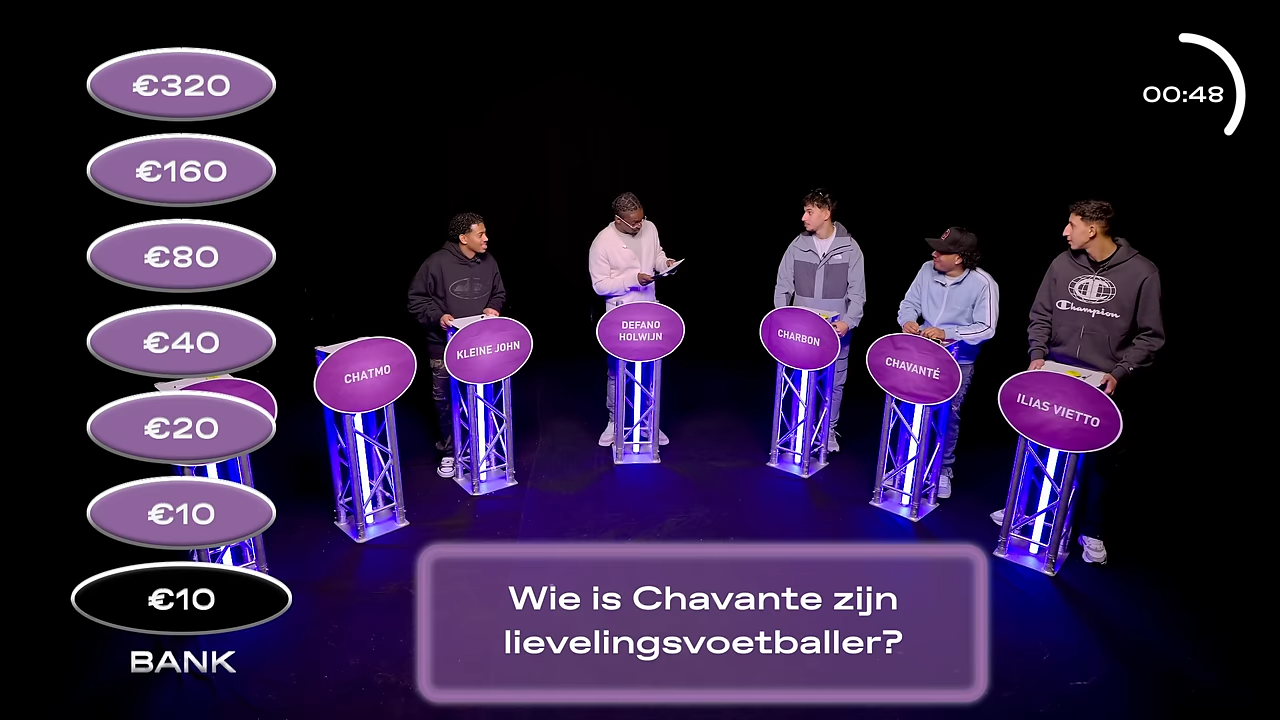 €320
€160
€80
€40
€20
€10
€10
BANK
00:48
CHATMO
KLEINE JOHN
DEFANO
HOLWIJN
CHARBON
CHAVANTÉ
ILIAS VIETTO
Champion
Wie is Chavante zijn
lievelingsvoetballer?